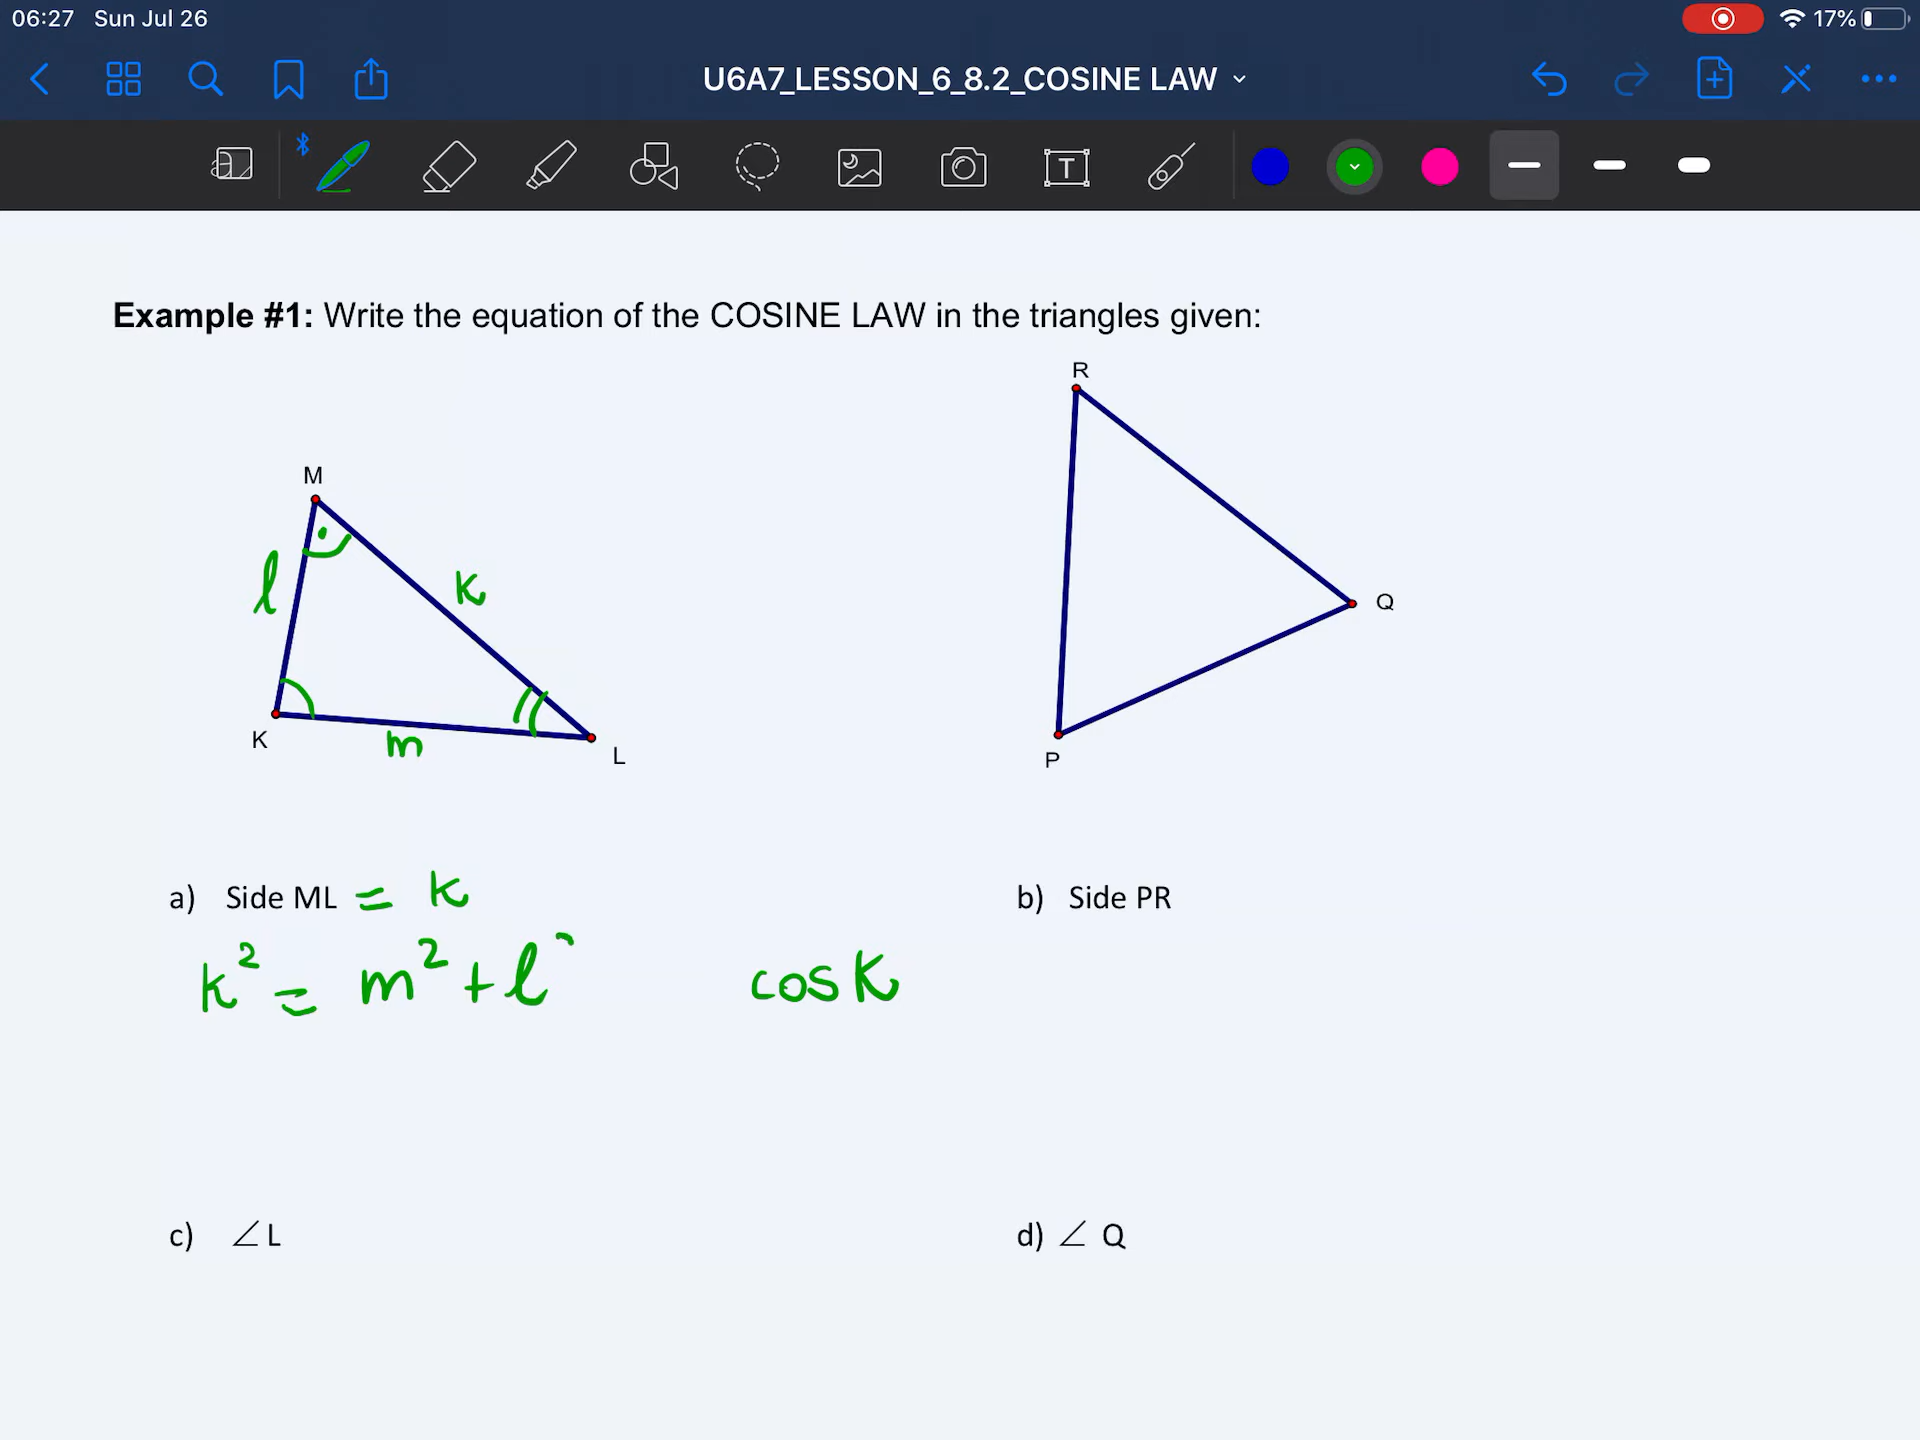 06:27 Sun Jul 26
17%
U6A7_LESSON_6_8.2_COSINE LAW
a
T
Example #1: Write the equation of the COSINE LAW in the triangles given:
R
M
l
k
Q
K
m
L
P
a) Side ML = k
b) Side PR
k² = m² + l
cos K
c) ∠L
d) ∠ Q